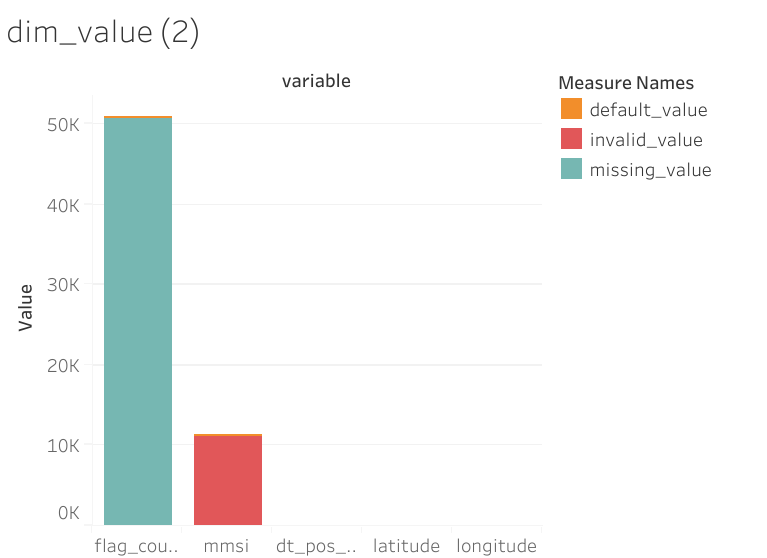 dim_value (2)
variable
Measure Names
default_value
invalid_value
missing_value
50K
40K
30K
20K
10K
0K
Value
flag_cou.. mmsi dt_pos_.. latitude longitude